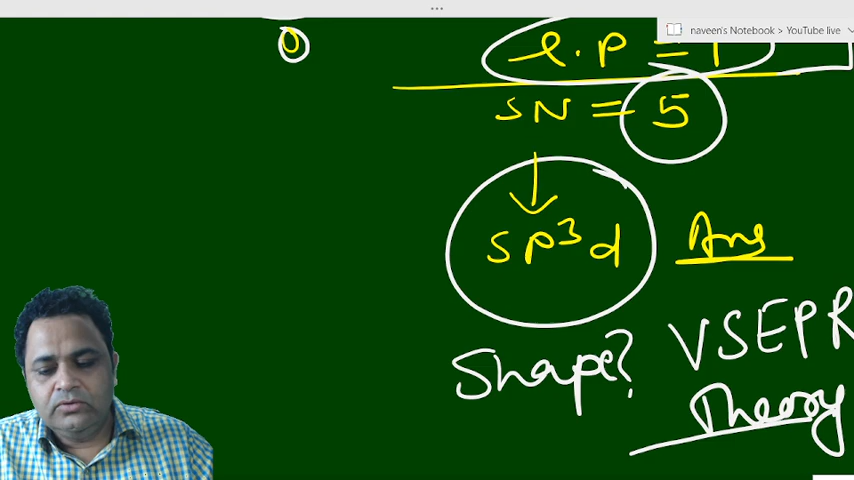 naveen's Notebook > YouTube live
0
l.p = 1
SN = 5
sp³d Ans
Shape? VSEPR
Theory